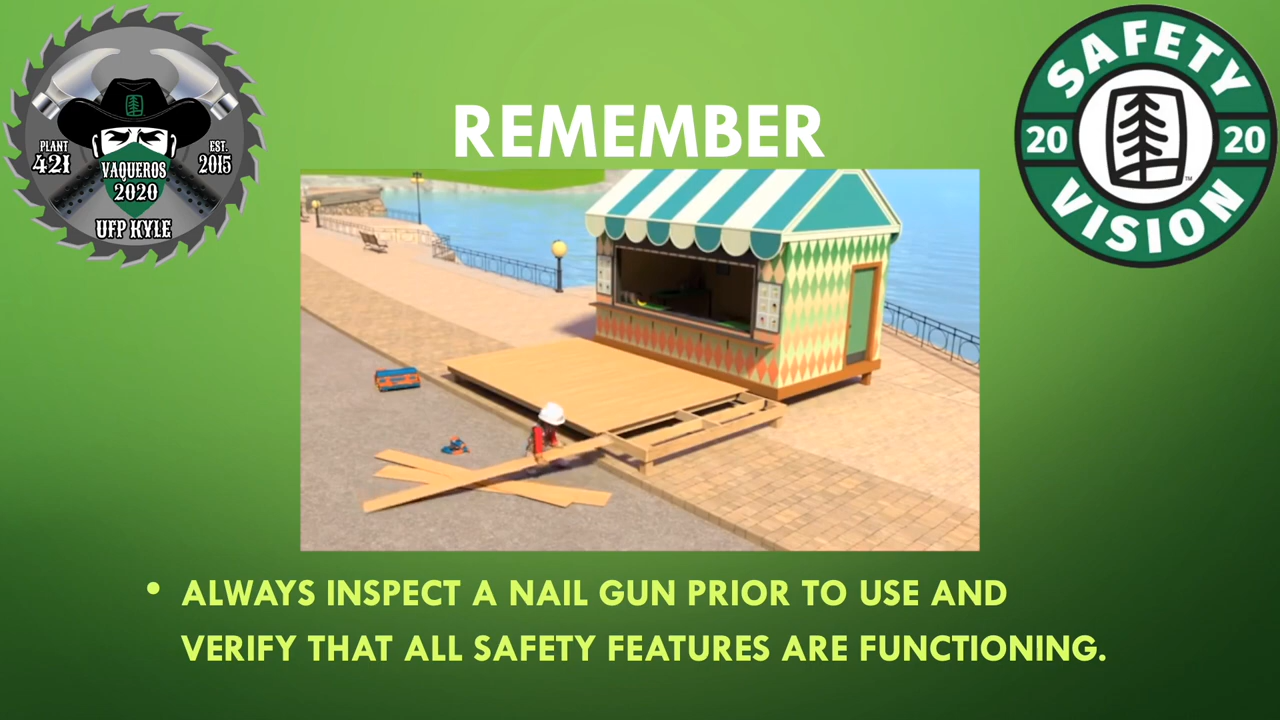 PLANT
421
EST.
2015
VAQUEROS
2020
UFP KYLE
SAFETY
20 20
VISION
TM
REMEMBER
• ALWAYS INSPECT A NAIL GUN PRIOR TO USE AND
VERIFY THAT ALL SAFETY FEATURES ARE FUNCTIONING.